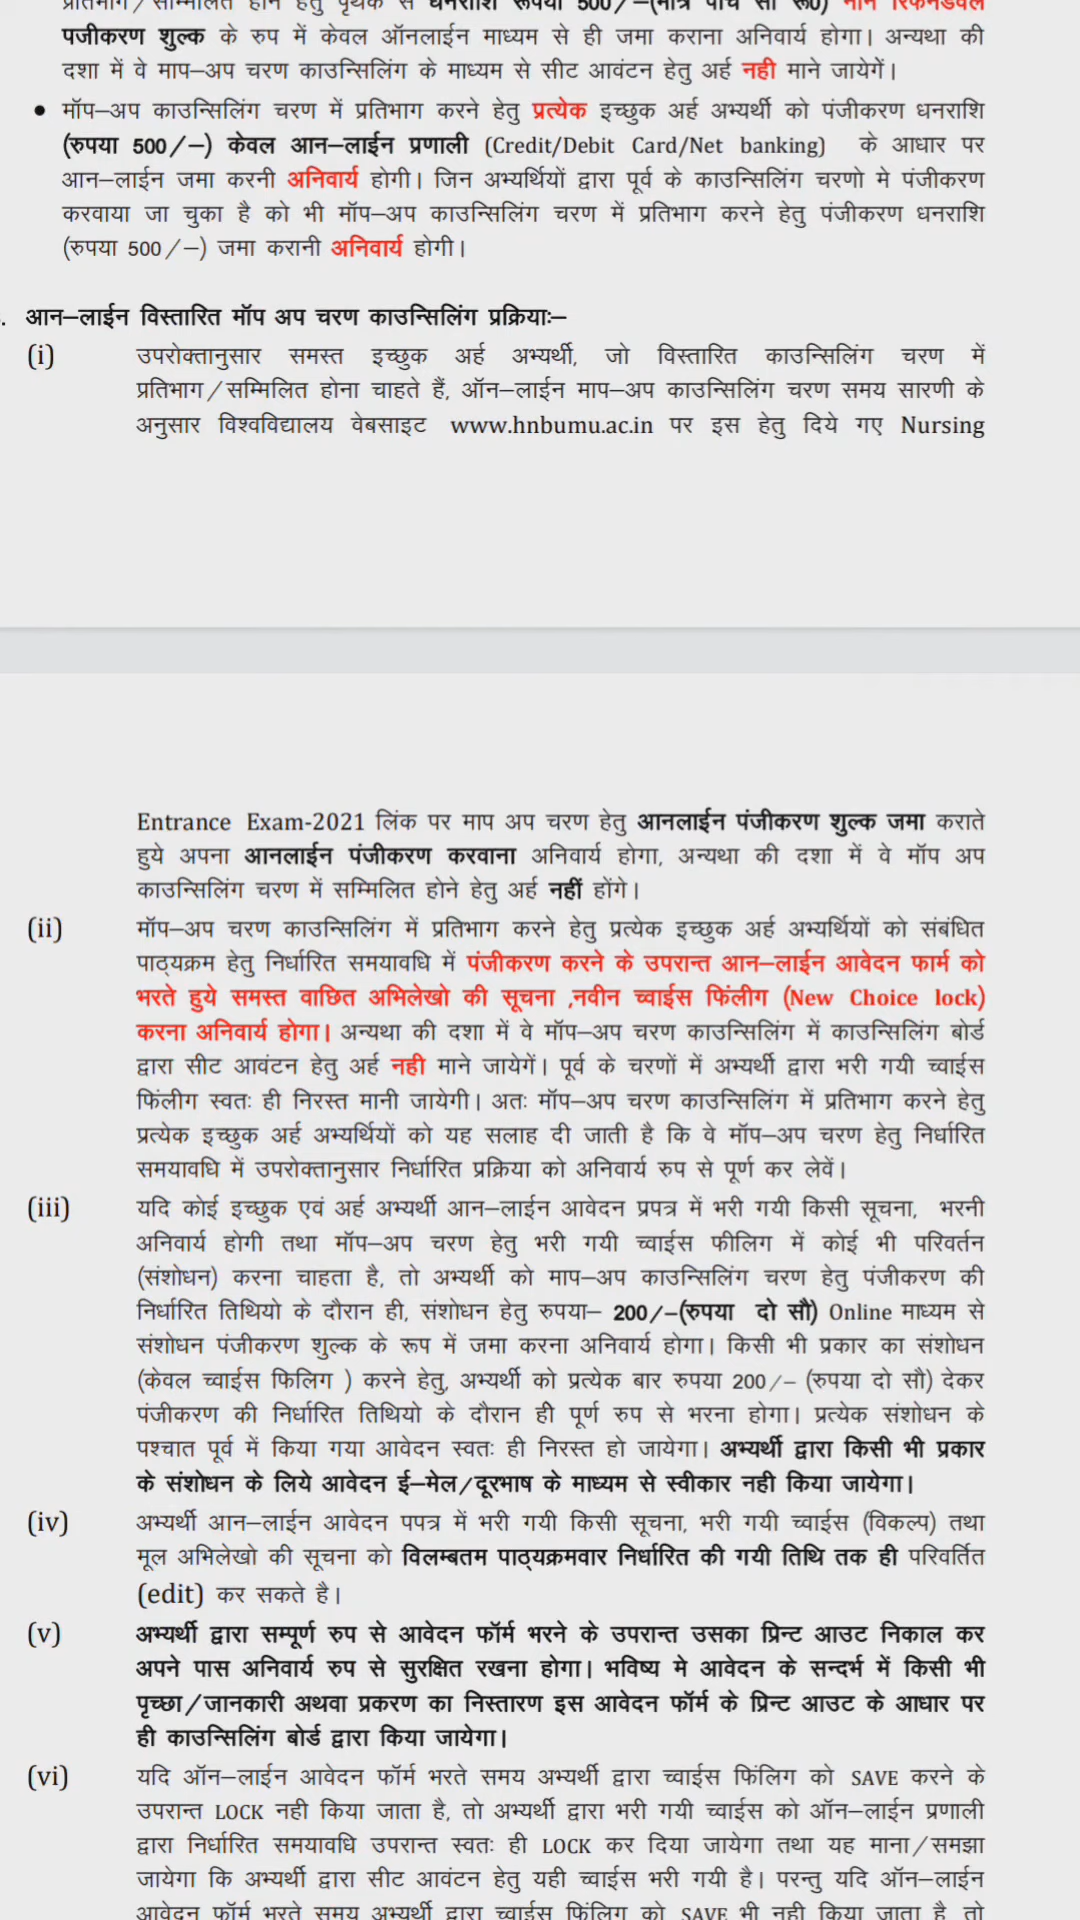 प्रतिभाग/सम्मिलित होने हेतु पृथक से धनराशि रूपया 500/–(मात्र पांच सौ रू0) नॉन रिफन्डेबल
पजीकरण शुल्क के रुप में केवल ऑनलाईन माध्यम से ही जमा कराना अनिवार्य होगा। अन्यथा की
दशा में वे माप–अप चरण काउन्सिलिंग के माध्यम से सीट आवंटन हेतु अर्ह नही माने जायेगें।
• मॉप–अप काउन्सिलिंग चरण में प्रतिभाग करने हेतु प्रत्येक इच्छुक अर्ह अभ्यर्थी को पंजीकरण धनराशि
(रुपया 500/–) केवल आन–लाईन प्रणाली (Credit/Debit Card/Net banking) के आधार पर
आन–लाईन जमा करनी अनिवार्य होगी। जिन अभ्यर्थियों द्वारा पूर्व के काउन्सिलिंग चरणो मे पंजीकरण
करवाया जा चुका है को भी मॉप–अप काउन्सिलिंग चरण में प्रतिभाग करने हेतु पंजीकरण धनराशि
(रुपया 500/–) जमा करानी अनिवार्य होगी।
. आन–लाईन विस्तारित मॉप अप चरण काउन्सिलिंग प्रक्रियाः–
(i) उपरोक्तानुसार समस्त इच्छुक अर्ह अभ्यर्थी, जो विस्तारित काउन्सिलिंग चरण में
प्रतिभाग/सम्मिलित होना चाहते हैं, ऑन–लाईन माप–अप काउन्सिलिंग चरण समय सारणी के
अनुसार विश्वविद्यालय वेबसाइट www.hnbumu.ac.in पर इस हेतु दिये गए Nursing
Entrance Exam-2021 लिंक पर माप अप चरण हेतु आनलाईन पंजीकरण शुल्क जमा कराते
हुये अपना आनलाईन पंजीकरण करवाना अनिवार्य होगा, अन्यथा की दशा में वे मॉप अप
काउन्सिलिंग चरण में सम्मिलित होने हेतु अर्ह नहीं होंगे।
(ii) मॉप–अप चरण काउन्सिलिंग में प्रतिभाग करने हेतु प्रत्येक इच्छुक अर्ह अभ्यर्थियों को संबंधित
पाठ्यक्रम हेतु निर्धारित समयावधि में पंजीकरण करने के उपरान्त आन–लाईन आवेदन फार्म को
भरते हुये समस्त वाछित अभिलेखो की सूचना ,नवीन च्वाईस फिंलीग (New Choice lock)
करना अनिवार्य होगा। अन्यथा की दशा में वे मॉप–अप चरण काउन्सिलिंग में काउन्सिलिंग बोर्ड
द्वारा सीट आवंटन हेतु अर्ह नही माने जायेगें। पूर्व के चरणों में अभ्यर्थी द्वारा भरी गयी च्वाईस
फिंलीग स्वतः ही निरस्त मानी जायेगी। अतः मॉप–अप चरण काउन्सिलिंग में प्रतिभाग करने हेतु
प्रत्येक इच्छुक अर्ह अभ्यर्थियों को यह सलाह दी जाती है कि वे मॉप–अप चरण हेतु निर्धारित
समयावधि में उपरोक्तानुसार निर्धारित प्रक्रिया को अनिवार्य रुप से पूर्ण कर लेवें।
(iii) यदि कोई इच्छुक एवं अर्ह अभ्यर्थी आन–लाईन आवेदन प्रपत्र में भरी गयी किसी सूचना, भरनी
अनिवार्य होगी तथा मॉप–अप चरण हेतु भरी गयी च्वाईस फीलिग में कोई भी परिवर्तन
(संशोधन) करना चाहता है, तो अभ्यर्थी को माप–अप काउन्सिलिंग चरण हेतु पंजीकरण की
निर्धारित तिथियो के दौरान ही, संशोधन हेतु रुपया– 200/–(रुपया दो सौ) Online माध्यम से
संशोधन पंजीकरण शुल्क के रूप में जमा करना अनिवार्य होगा। किसी भी प्रकार का संशोधन
(केवल च्वाईस फिलिग ) करने हेतु, अभ्यर्थी को प्रत्येक बार रुपया 200/– (रुपया दो सौ) देकर
पंजीकरण की निर्धारित तिथियो के दौरान ही पूर्ण रुप से भरना होगा। प्रत्येक संशोधन के
पश्चात पूर्व में किया गया आवेदन स्वतः ही निरस्त हो जायेगा। अभ्यर्थी द्वारा किसी भी प्रकार
के संशोधन के लिये आवेदन ई–मेल/दूरभाष के माध्यम से स्वीकार नही किया जायेगा।
(iv) अभ्यर्थी आन–लाईन आवेदन पपत्र में भरी गयी किसी सूचना, भरी गयी च्वाईस (विकल्प) तथा
मूल अभिलेखो की सूचना को विलम्बतम पाठ्यक्रमवार निर्धारित की गयी तिथि तक ही परिवर्तित
(edit) कर सकते है।
(v) अभ्यर्थी द्वारा सम्पूर्ण रुप से आवेदन फॉर्म भरने के उपरान्त उसका प्रिन्ट आउट निकाल कर
अपने पास अनिवार्य रुप से सुरक्षित रखना होगा। भविष्य मे आवेदन के सन्दर्भ में किसी भी
पृच्छा/जानकारी अथवा प्रकरण का निस्तारण इस आवेदन फॉर्म के प्रिन्ट आउट के आधार पर
ही काउन्सिलिंग बोर्ड द्वारा किया जायेगा।
(vi) यदि ऑन–लाईन आवेदन फॉर्म भरते समय अभ्यर्थी द्वारा च्वाईस फिंलिग को SAVE करने के
उपरान्त LOCK नही किया जाता है, तो अभ्यर्थी द्वारा भरी गयी च्वाईस को ऑन–लाईन प्रणाली
द्वारा निर्धारित समयावधि उपरान्त स्वतः ही LOCK कर दिया जायेगा तथा यह माना/समझा
जायेगा कि अभ्यर्थी द्वारा सीट आवंटन हेतु यही च्वाईस भरी गयी है। परन्तु यदि ऑन–लाईन
आवेदन फॉर्म भरते समय अभ्यर्थी द्वारा च्वाईस फिंलिग को SAVE भी नही किया जाता है, तो